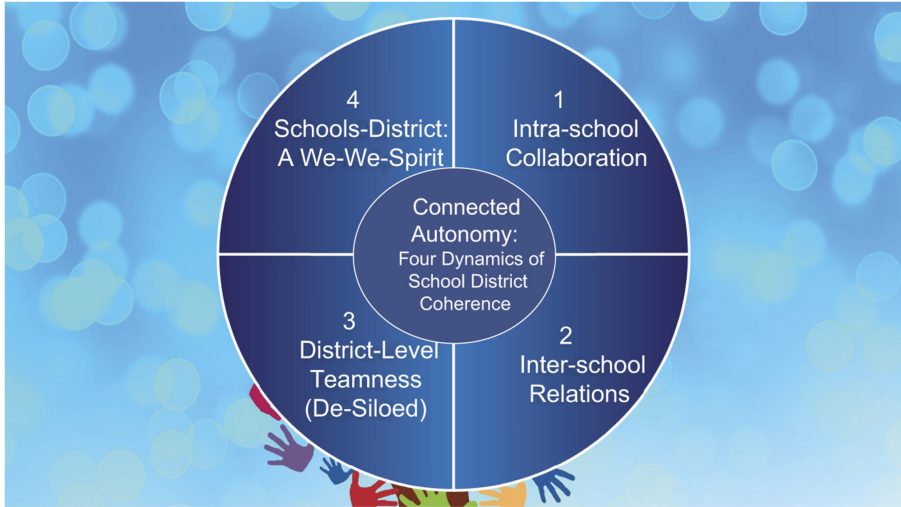 4
Schools-District:
A We-We-Spirit
1
Intra-school
Collaboration
Connected
Autonomy:
Four Dynamics of
School District
Coherence
3
District-Level
Teamness
(De-Siloed)
2
Inter-school
Relations